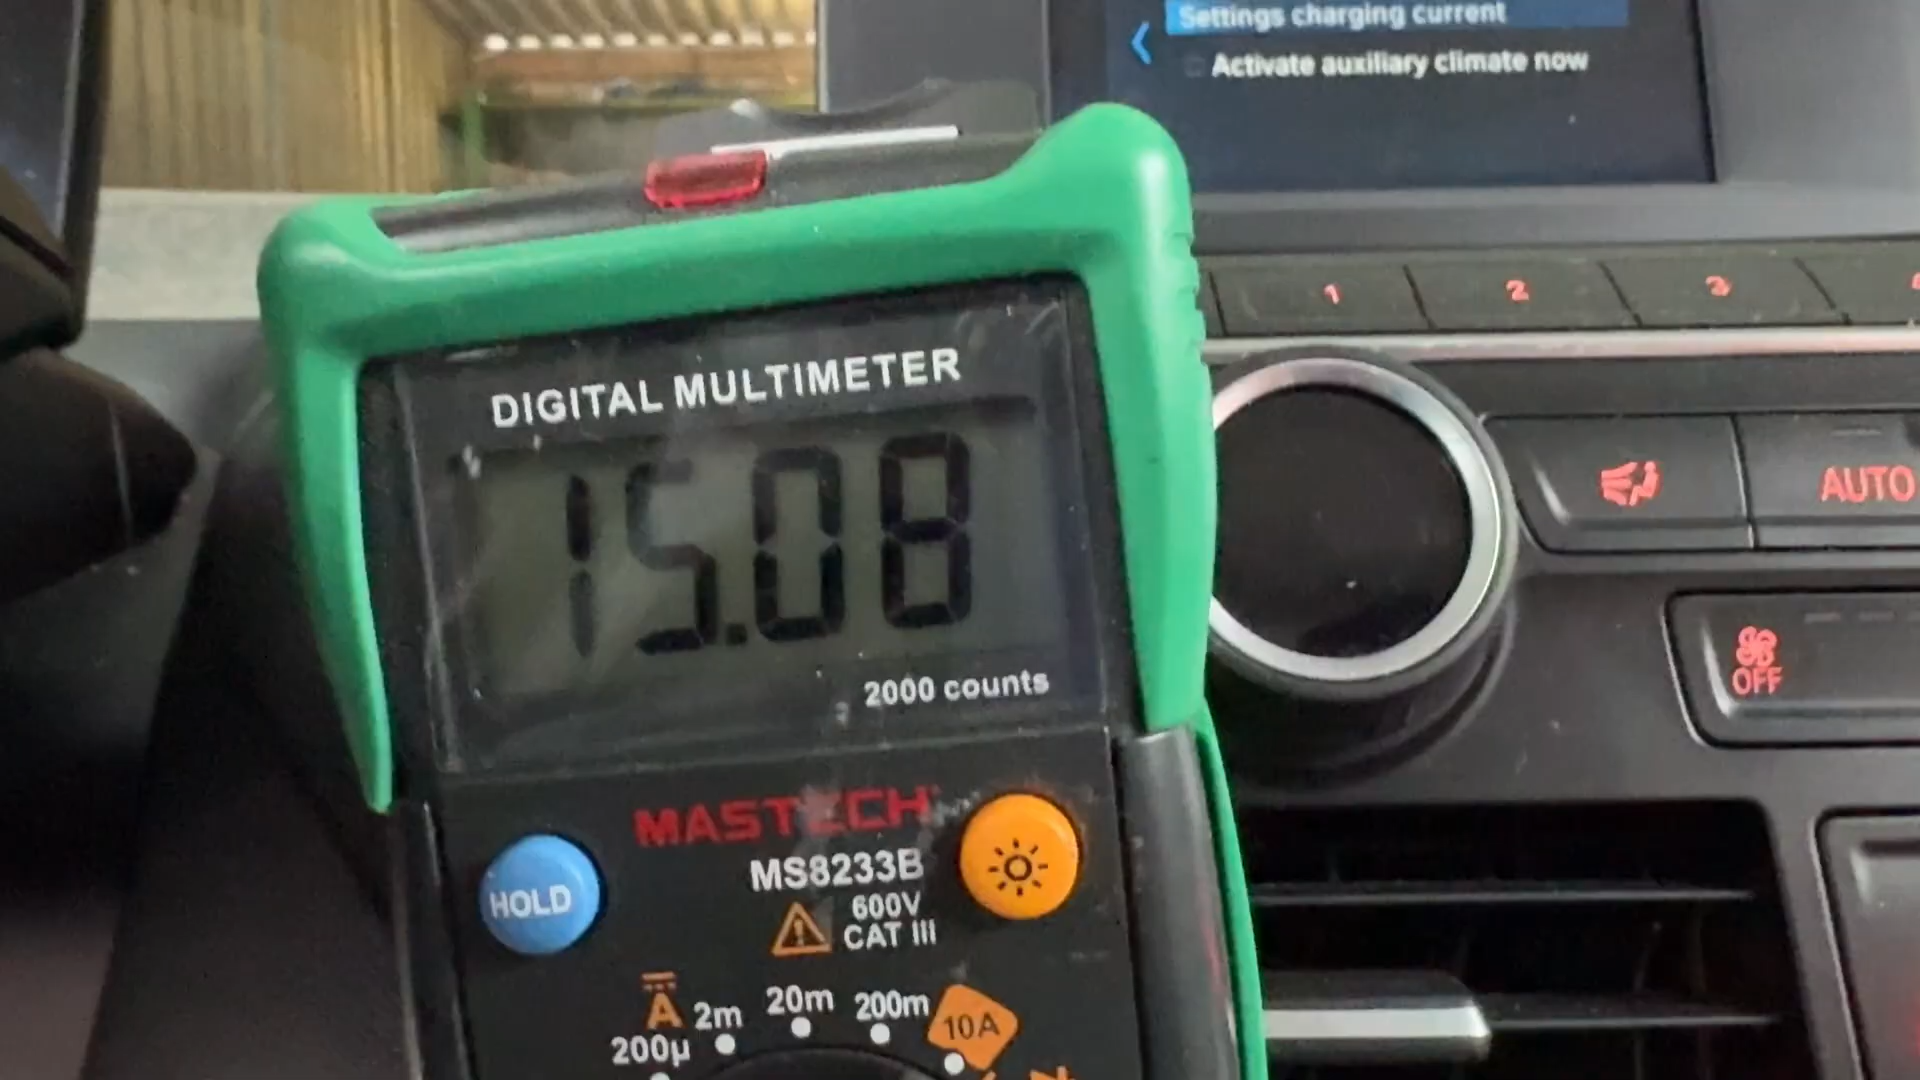 Settings charging current
Activate auxiliary climate now
1 2 3
DIGITAL MULTIMETER
15.08
2000 counts
AUTO
OFF
MASTECH
HOLD
MS8233B
600V
CAT III
A 2m 20m 200m 10A
200μ